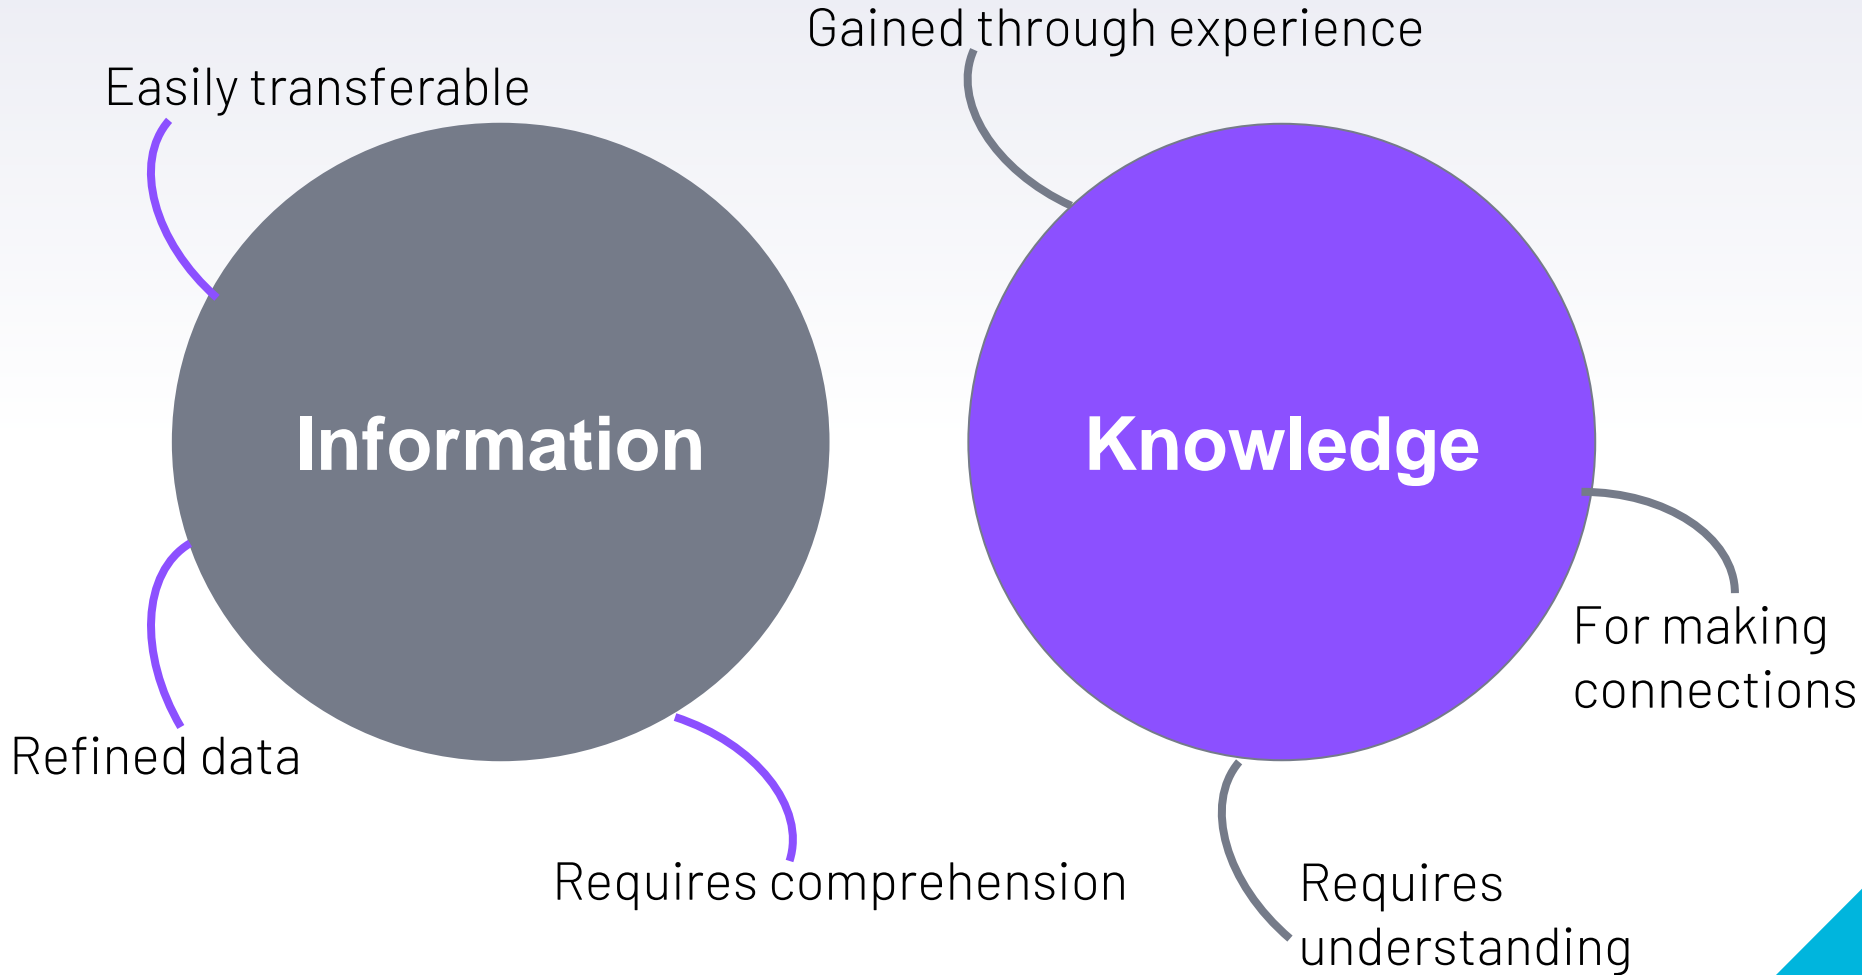 Easily transferable
Information
Refined data
Requires comprehension
Gained through experience
Knowledge
For making
connections
Requires
understanding